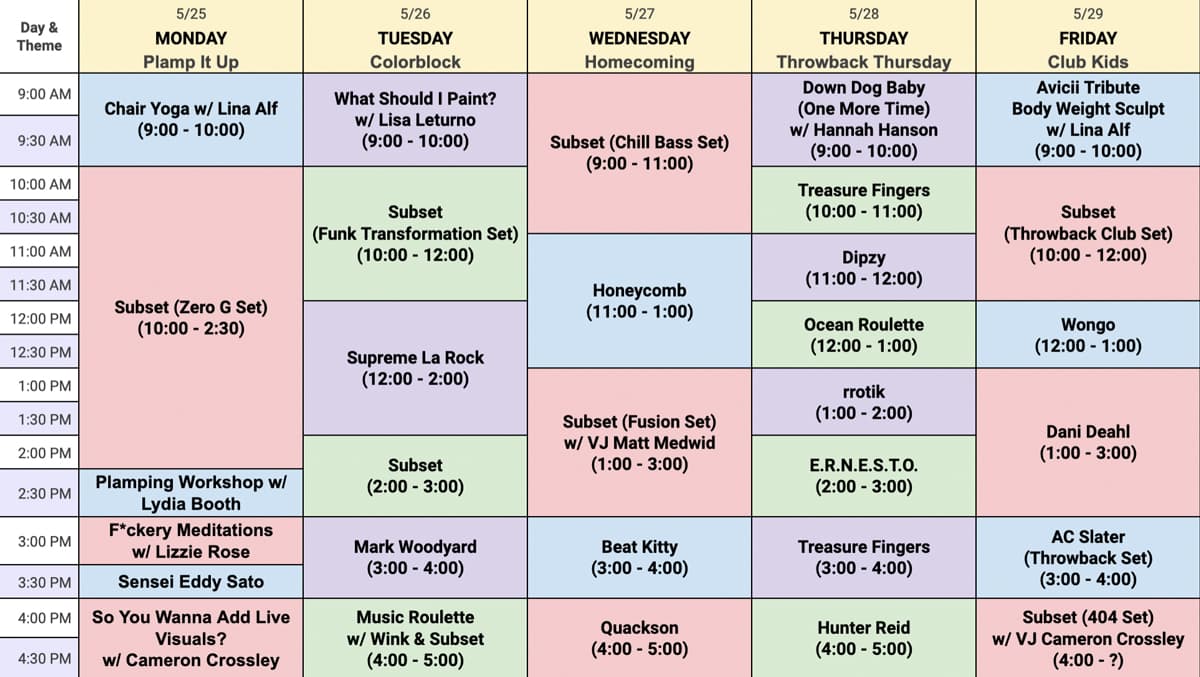 Day &
Theme
5/25
MONDAY
Plamp It Up
5/26
TUESDAY
Colorblock
5/27
WEDNESDAY
Homecoming
5/28
THURSDAY
Throwback Thursday
5/29
FRIDAY
Club Kids
9:00 AM
9:30 AM
10:00 AM
10:30 AM
11:00 AM
11:30 AM
12:00 PM
12:30 PM
1:00 PM
1:30 PM
2:00 PM
2:30 PM
3:00 PM
3:30 PM
4:00 PM
4:30 PM
Chair Yoga w/ Lina Alf
(9:00 - 10:00)
Subset (Zero G Set)
(10:00 - 2:30)
Plamping Workshop w/
Lydia Booth
F*ckery Meditations
w/ Lizzie Rose
Sensei Eddy Sato
So You Wanna Add Live
Visuals?
w/ Cameron Crossley
What Should I Paint?
w/ Lisa Leturno
(9:00 - 10:00)
Subset
(Funk Transformation Set)
(10:00 - 12:00)
Supreme La Rock
(12:00 - 2:00)
Subset
(2:00 - 3:00)
Mark Woodyard
(3:00 - 4:00)
Music Roulette
w/ Wink & Subset
(4:00 - 5:00)
Subset (Chill Bass Set)
(9:00 - 11:00)
Honeycomb
(11:00 - 1:00)
Subset (Fusion Set)
w/ VJ Matt Medwid
(1:00 - 3:00)
Beat Kitty
(3:00 - 4:00)
Quackson
(4:00 - 5:00)
Down Dog Baby
(One More Time)
w/ Hannah Hanson
(9:00 - 10:00)
Treasure Fingers
(10:00 - 11:00)
Dipzy
(11:00 - 12:00)
Ocean Roulette
(12:00 - 1:00)
rrotik
(1:00 - 2:00)
E.R.N.E.S.T.O.
(2:00 - 3:00)
Treasure Fingers
(3:00 - 4:00)
Hunter Reid
(4:00 - 5:00)
Avicii Tribute
Body Weight Sculpt
w/ Lina Alf
(9:00 - 10:00)
Subset
(Throwback Club Set)
(10:00 - 12:00)
Wongo
(12:00 - 1:00)
Dani Deahl
(1:00 - 3:00)
AC Slater
(Throwback Set)
(3:00 - 4:00)
Subset (404 Set)
w/ VJ Cameron Crossley
(4:00 - ?)